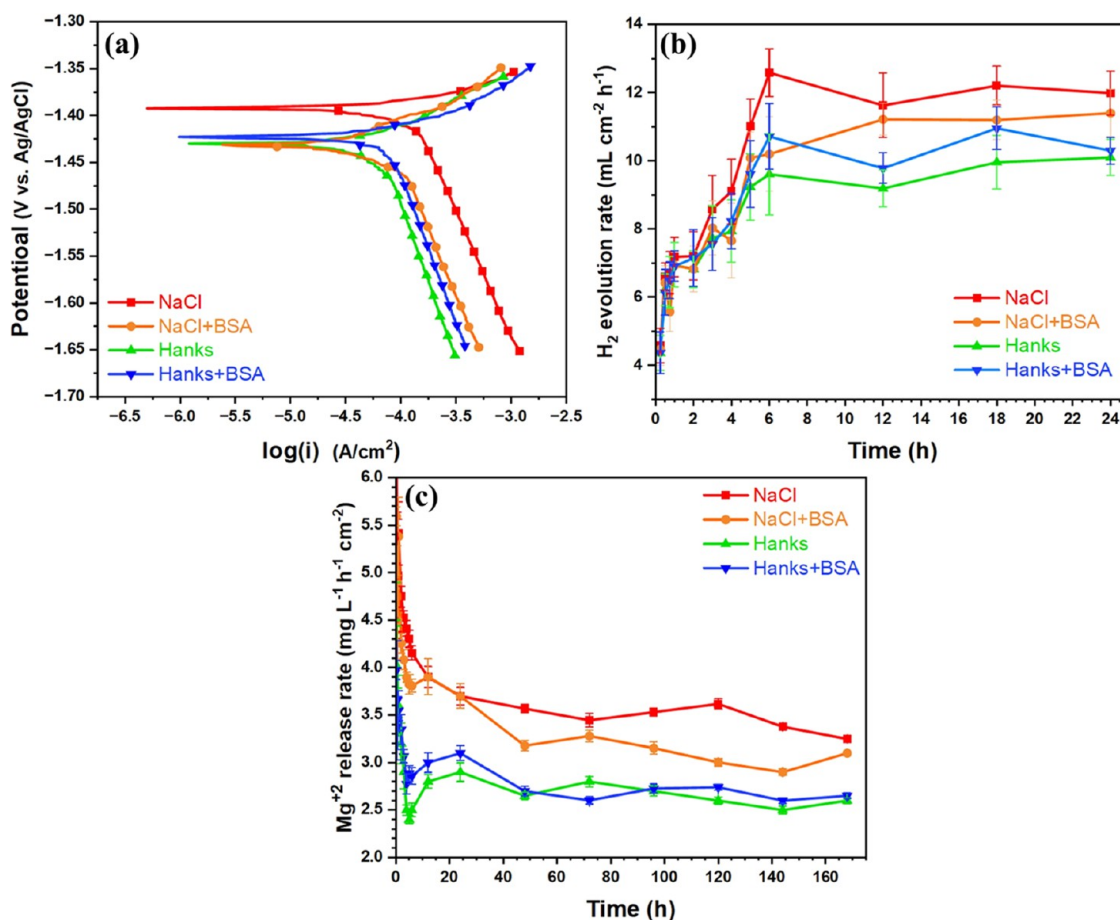 (a)
Potentioal (V vs. Ag/AgCl)
−1.30
−1.35
−1.40
−1.45
−1.50
−1.55
−1.60
−1.65
−1.70
NaCl
NaCl+BSA
Hanks
Hanks+BSA
−6.5 −6.0 −5.5 −5.0 −4.5 −4.0 −3.5 −3.0 −2.5
log(i) (A/cm²)
(b)
H₂ evolution rate (mL cm⁻² h⁻¹)
14
12
10
8
6
4
NaCl
NaCl+BSA
Hanks
Hanks+BSA
0 2 4 6 8 10 12 14 16 18 20 22 24
Time (h)
(c)
Mg⁺² release rate (mg L⁻¹ h⁻¹ cm⁻²)
6.0
5.5
5.0
4.5
4.0
3.5
3.0
2.5
2.0
NaCl
NaCl+BSA
Hanks
Hanks+BSA
0 20 40 60 80 100 120 140 160
Time (h)